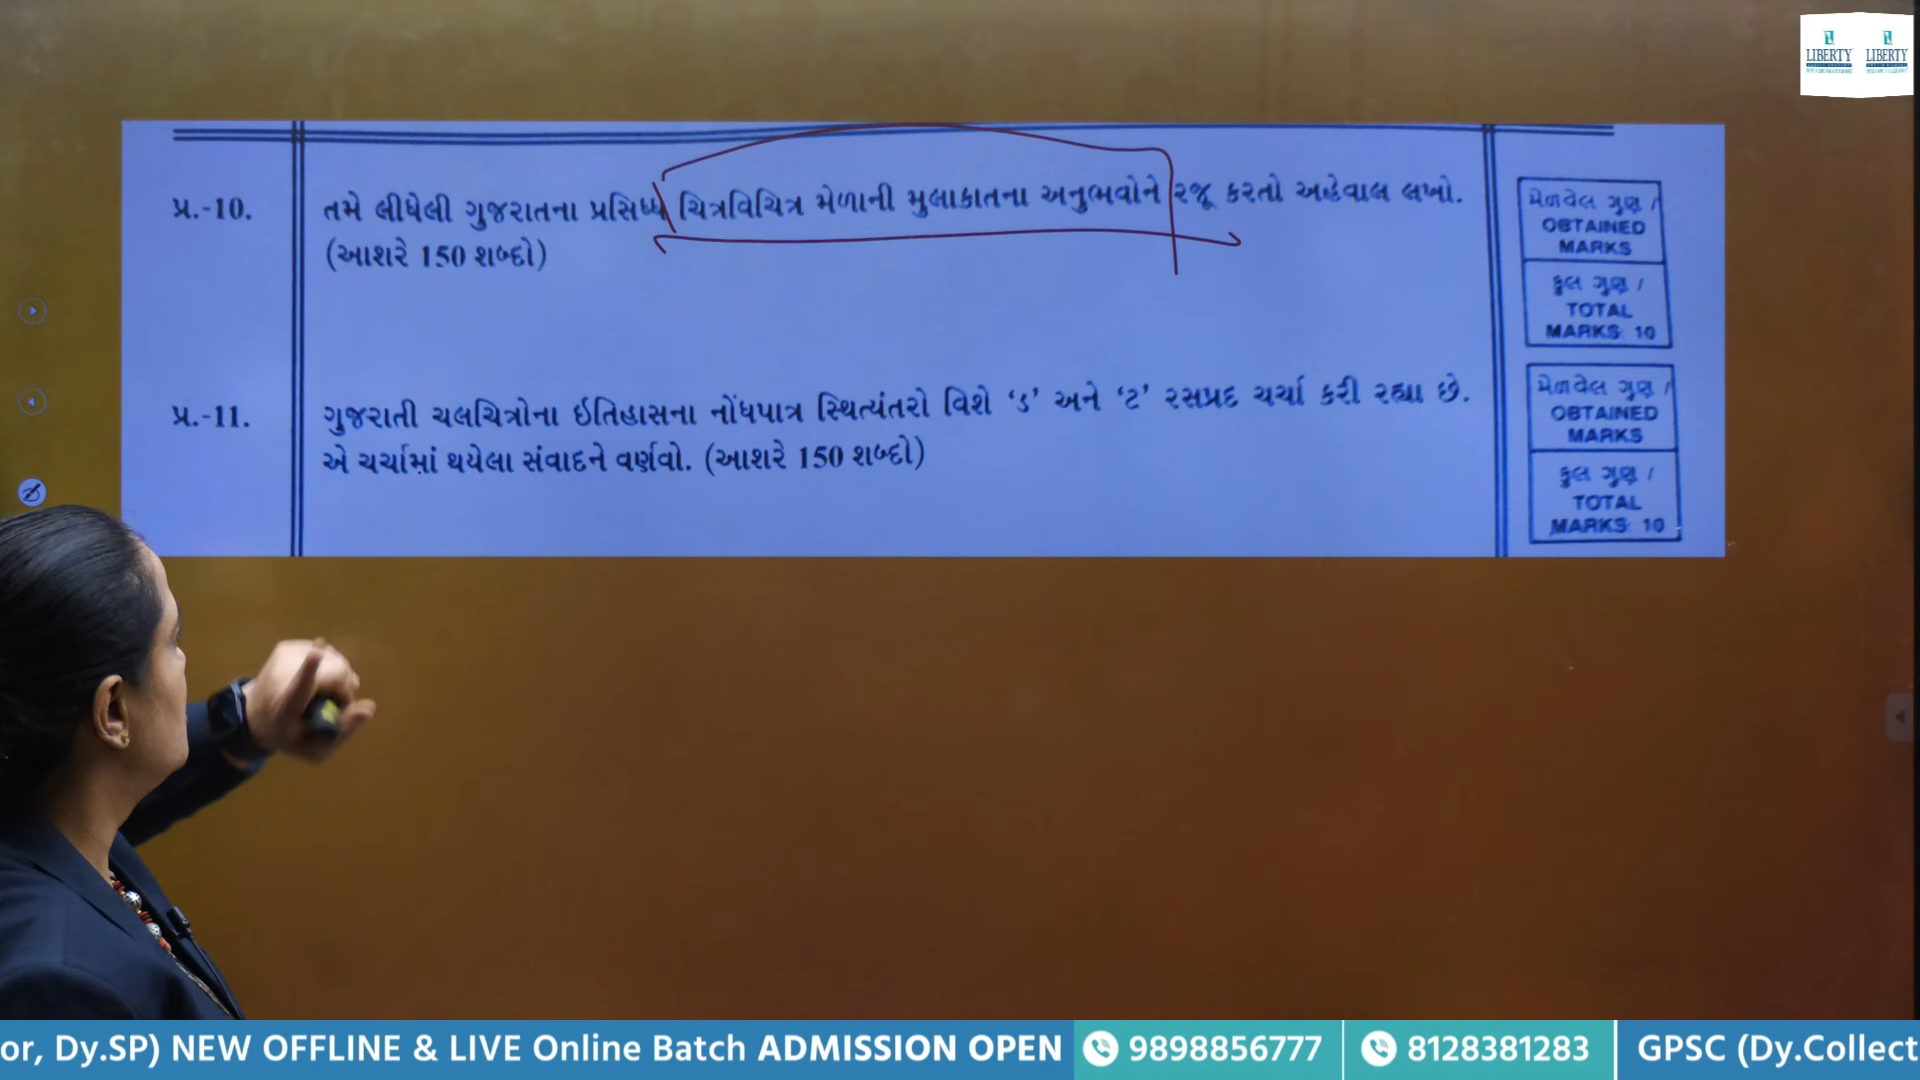 LIBERTY LIBERTY
પ્ર.-10. તમે લીધેલી ગુજરાતના પ્રસિધ્ધ ચિત્રવિચિત્ર મેળાની મુલાકાતના અનુભવોને રજૂ કરતો અહેવાલ લખો.
(આશરે 150 શબ્દો)
મેળવેલ ગુણ /
OBTAINED
MARKS
કુલ ગુણ /
TOTAL
MARKS: 10
પ્ર.-11. ગુજરાતી ચલચિત્રોના ઇતિહાસના નોંધપાત્ર સ્થિત્યંતરો વિશે ‘ડ’ અને ‘ટ’ રસપ્રદ ચર્ચા કરી રહ્યા છે.
એ ચર્ચામાં થયેલા સંવાદને વર્ણવો. (આશરે 150 શબ્દો)
મેળવેલ ગુણ /
OBTAINED
MARKS
કુલ ગુણ /
TOTAL
MARKS: 10
or, Dy.SP) NEW OFFLINE & LIVE Online Batch ADMISSION OPEN 9898856777 8128381283 GPSC (Dy.Collect